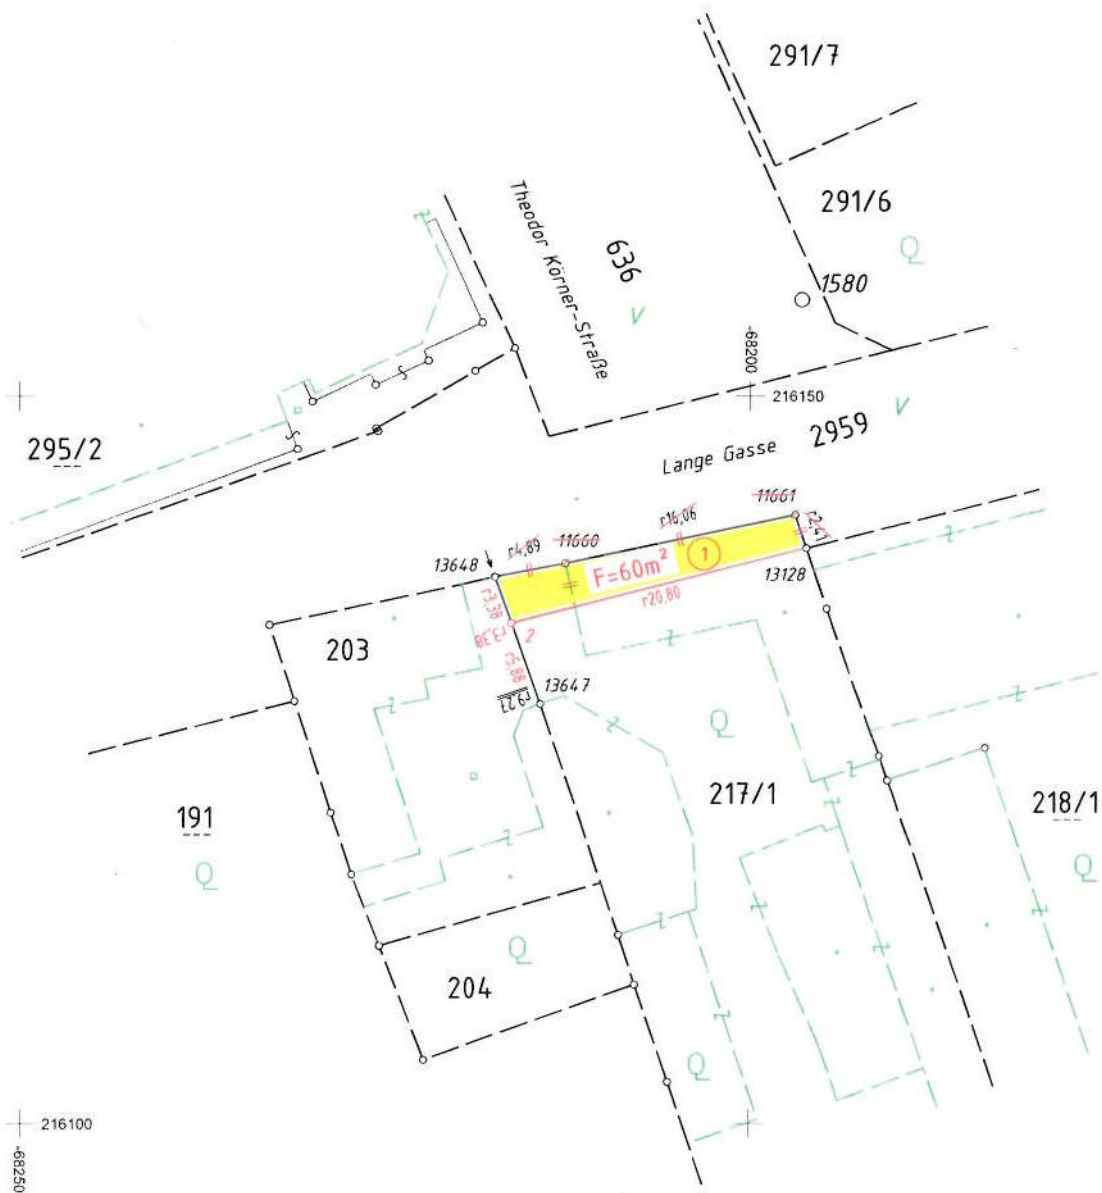 291/7
291/6
Q
1580
Theodor Körner-Straße
636
V
-68200
216150
V
2959
Lange Gasse
295/2
11661
r16,06
r2,41
11660
r4,89
13648
F=60m²
1
13128
r3,38
r20,80
r3,38
2
203
r5,88
13647
r9,27
Q
217/1
191
Q
218/1
Q
Q
204
Q
216100
-68250